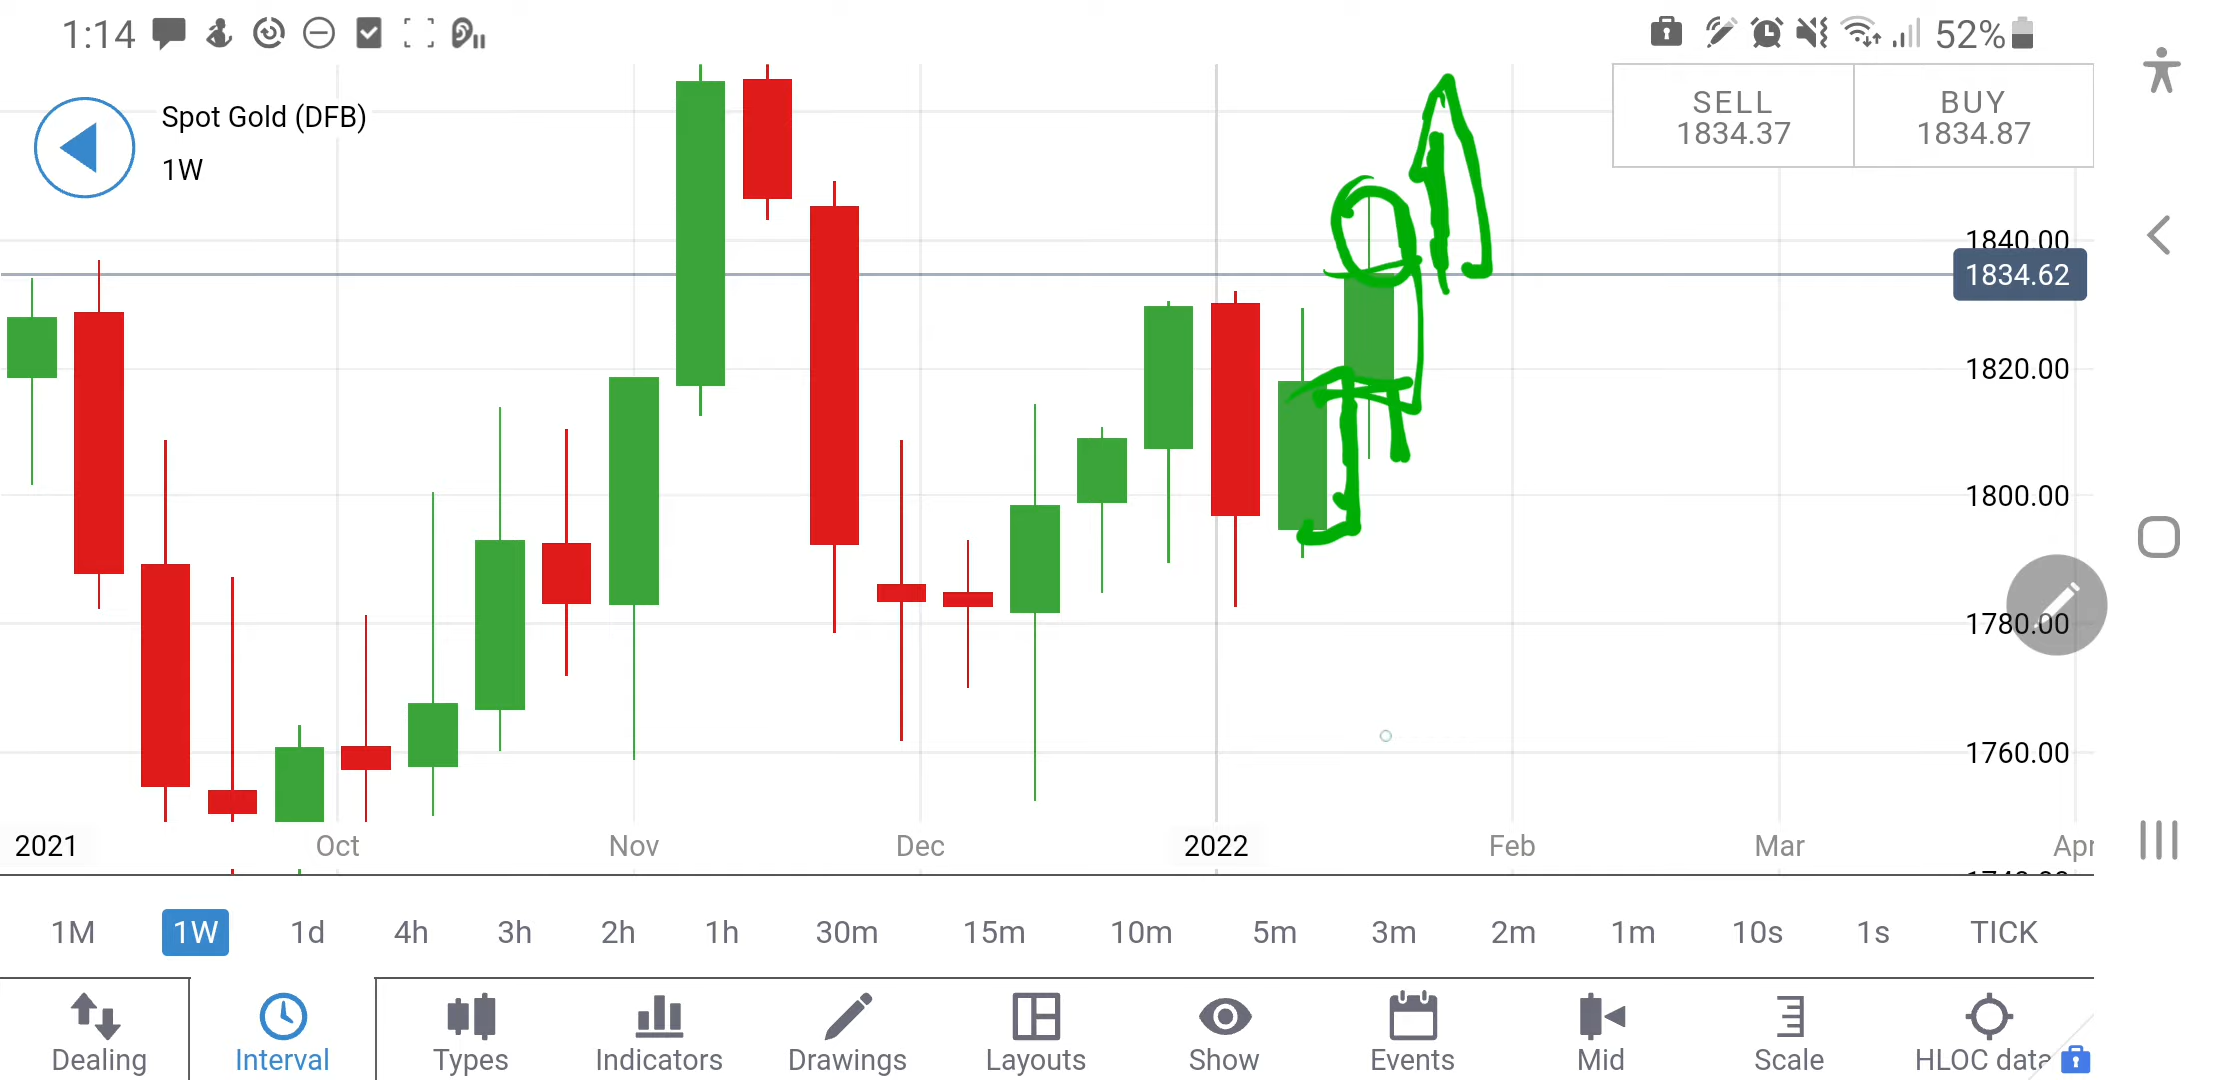 1:14
52%
Spot Gold (DFB)
1W
SELL
1834.37
BUY
1834.87
1840.00
1834.62
1820.00
1800.00
1780.00
1760.00
2021 Oct Nov Dec 2022 Feb Mar Apr
1M 1W 1d 4h 3h 2h 1h 30m 15m 10m 5m 3m 2m 1m 10s 1s TICK
Dealing Interval Types Indicators Drawings Layouts Show Events Mid Scale HLOC data